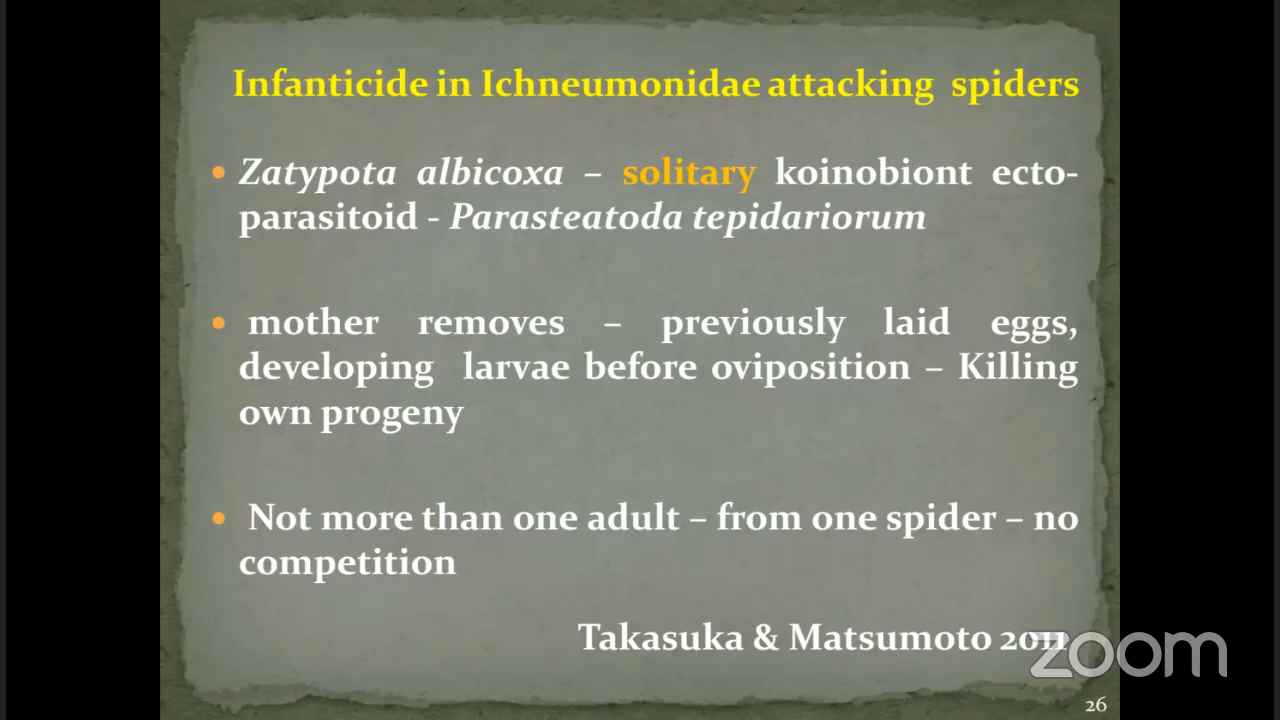 Infanticide in Ichneumonidae attacking spiders
• Zatypota albicoxa – solitary koinobiont ecto-
parasitoid - Parasteatoda tepidariorum
• mother removes – previously laid eggs,
developing larvae before oviposition – Killing
own progeny
• Not more than one adult – from one spider – no
competition
Takasuka & Matsumoto 2011
zoom
26